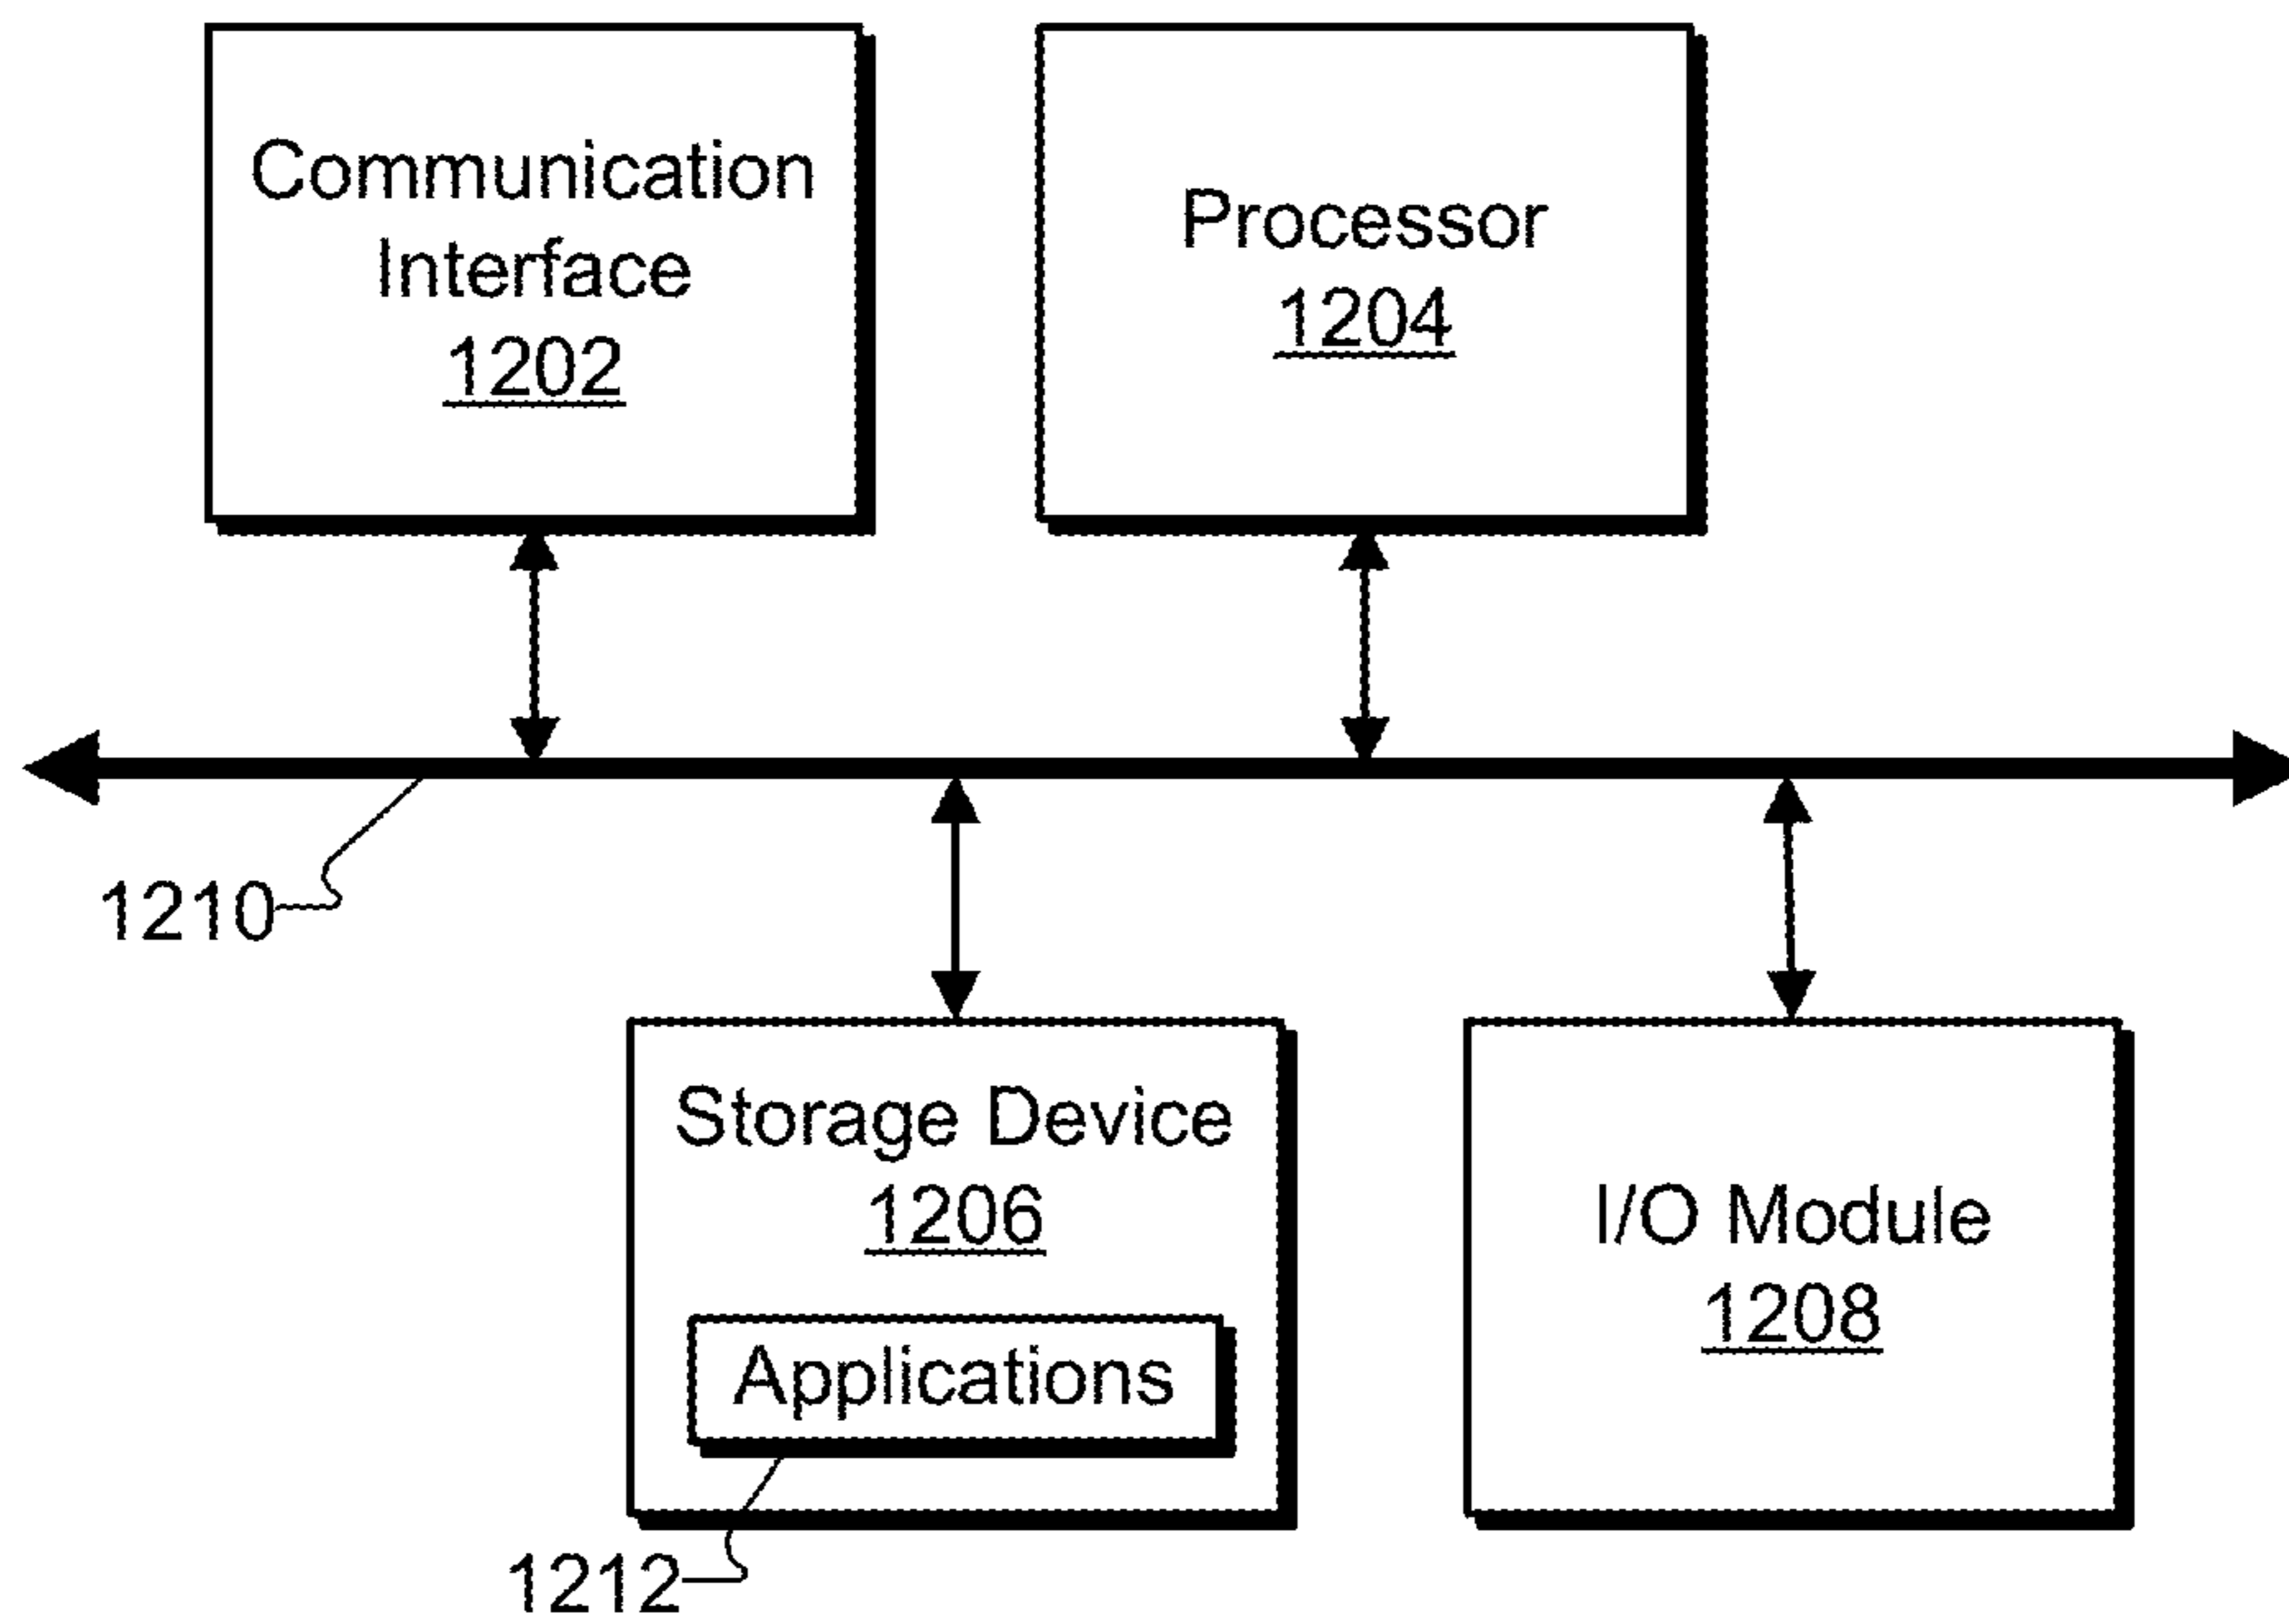 Communication
Interface
1202
Processor
1204
1210
Storage Device
1206
Applications
1212
I/O Module
1208